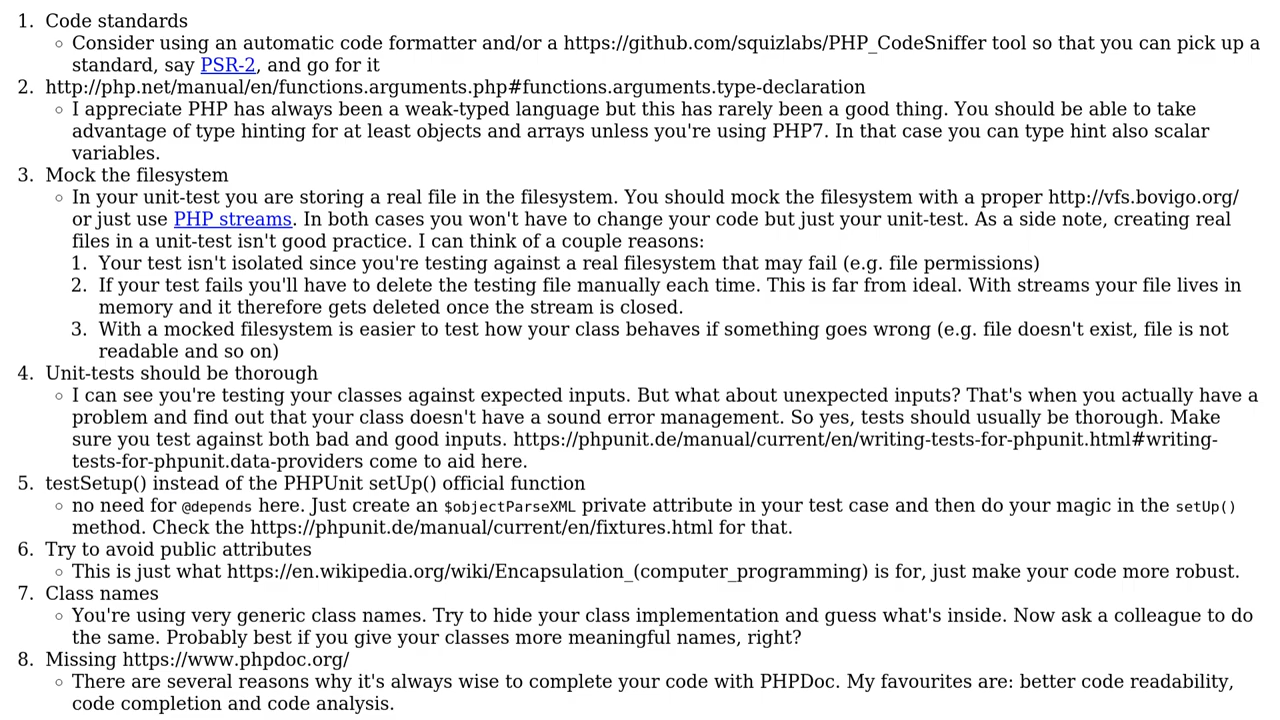 1. Code standards
◦ Consider using an automatic code formatter and/or a https://github.com/squizlabs/PHP_CodeSniffer tool so that you can pick up a
standard, say PSR-2, and go for it
2. http://php.net/manual/en/functions.arguments.php#functions.arguments.type-declaration
◦ I appreciate PHP has always been a weak-typed language but this has rarely been a good thing. You should be able to take
advantage of type hinting for at least objects and arrays unless you're using PHP7. In that case you can type hint also scalar
variables.
3. Mock the filesystem
◦ In your unit-test you are storing a real file in the filesystem. You should mock the filesystem with a proper http://vfs.bovigo.org/
or just use PHP streams. In both cases you won't have to change your code but just your unit-test. As a side note, creating real
files in a unit-test isn't good practice. I can think of a couple reasons:
1. Your test isn't isolated since you're testing against a real filesystem that may fail (e.g. file permissions)
2. If your test fails you'll have to delete the testing file manually each time. This is far from ideal. With streams your file lives in
memory and it therefore gets deleted once the stream is closed.
3. With a mocked filesystem is easier to test how your class behaves if something goes wrong (e.g. file doesn't exist, file is not
readable and so on)
4. Unit-tests should be thorough
◦ I can see you're testing your classes against expected inputs. But what about unexpected inputs? That's when you actually have a
problem and find out that your class doesn't have a sound error management. So yes, tests should usually be thorough. Make
sure you test against both bad and good inputs. https://phpunit.de/manual/current/en/writing-tests-for-phpunit.html#writing-
tests-for-phpunit.data-providers come to aid here.
5. testSetup() instead of the PHPUnit setUp() official function
◦ no need for @depends here. Just create an $objectParseXML private attribute in your test case and then do your magic in the setUp()
method. Check the https://phpunit.de/manual/current/en/fixtures.html for that.
6. Try to avoid public attributes
◦ This is just what https://en.wikipedia.org/wiki/Encapsulation_(computer_programming) is for, just make your code more robust.
7. Class names
◦ You're using very generic class names. Try to hide your class implementation and guess what's inside. Now ask a colleague to do
the same. Probably best if you give your classes more meaningful names, right?
8. Missing https://www.phpdoc.org/
◦ There are several reasons why it's always wise to complete your code with PHPDoc. My favourites are: better code readability,
code completion and code analysis.